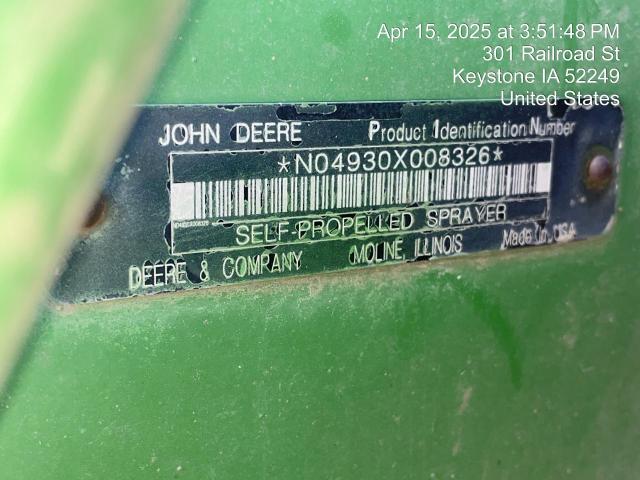 Apr 15, 2025 at 3:51:48 PM
301 Railroad St
Keystone IA 52249
United States
JOHN DEERE Product Identification Number
*N04930X008326*
N04930X008326
SELF-PROPELLED SPRAYER
DEERE & COMPANY MOLINE, ILLINOIS Made in USA